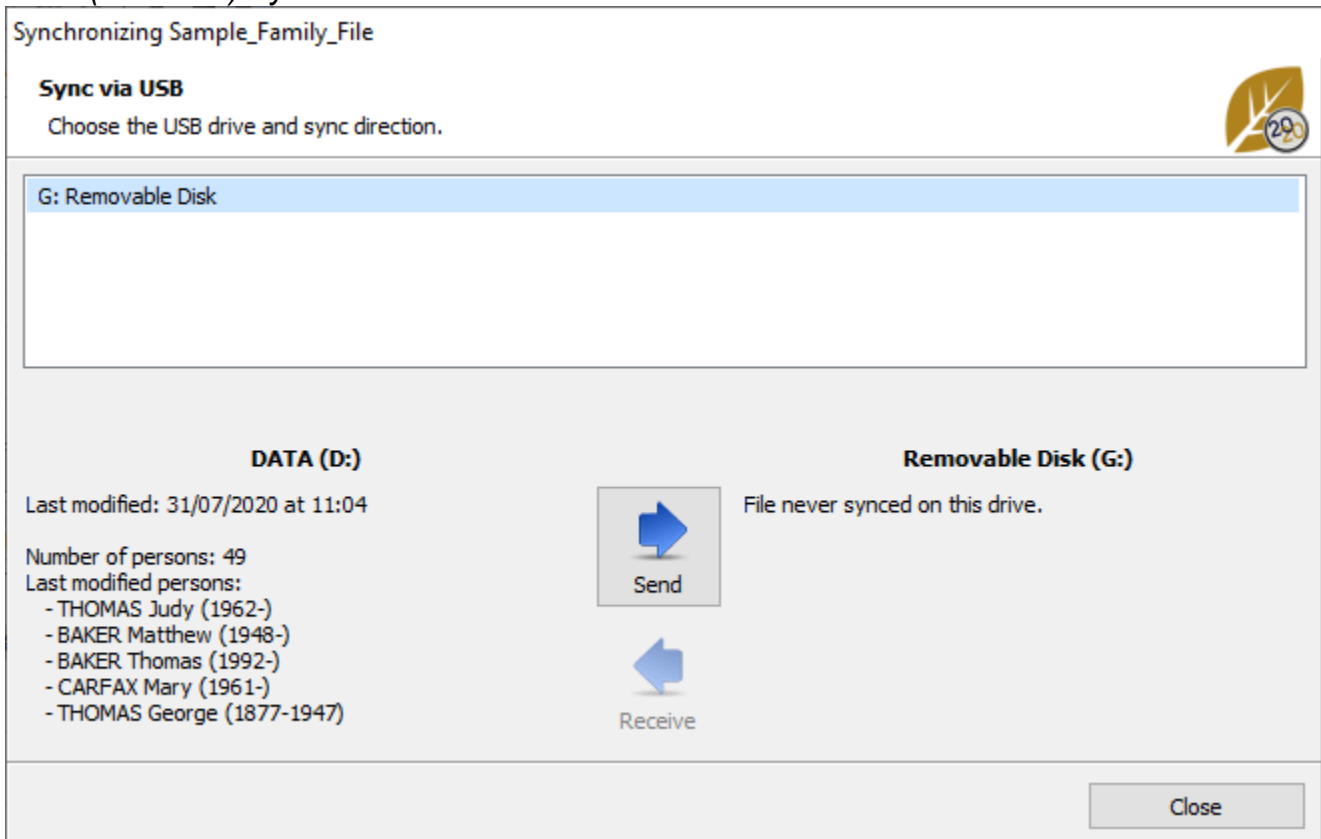 Synchronizing Sample_Family_File
Sync via USB
Choose the USB drive and sync direction.
2020
G: Removable Disk
DATA (D:)
Last modified: 31/07/2020 at 11:04
Number of persons: 49
Last modified persons:
- THOMAS Judy (1962-)
- BAKER Matthew (1948-)
- BAKER Thomas (1992-)
- CARFAX Mary (1961-)
- THOMAS George (1877-1947)
Send
Receive
Removable Disk (G:)
File never synced on this drive.
Close